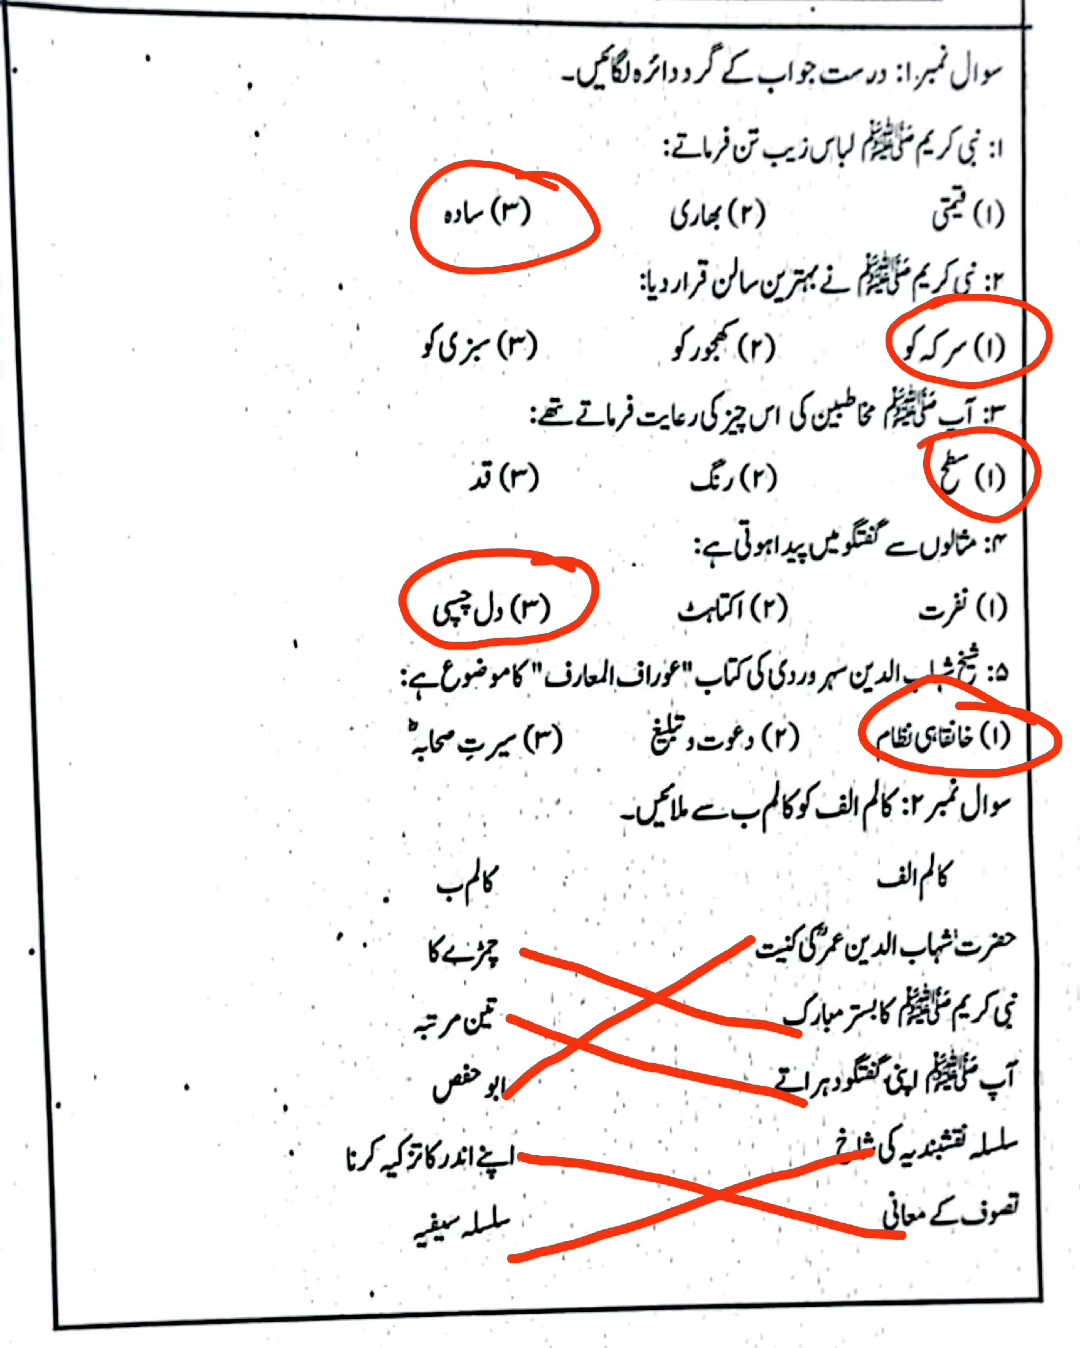 سوال نمبر۱: درست جواب کے گرد دائرہ لگائیں۔
۱: نبی کریم ﷺ لباس زیب تن فرماتے:
(۱) قیمتی (۲) بھاری (۳) سادہ
۲: نبی کریم ﷺ نے بہترین سالن قرار دیا:
(۱) سرکہ کو (۲) کھجور کو (۳) سبزی کو
۳: آپ ﷺ مخاطبین کی اس چیز کی رعایت فرماتے تھے:
(۱) سطح (۲) رنگ (۳) قد
۴: مثالوں سے گفتگو میں پیدا ہوتی ہے:
(۱) نفرت (۲) اکتاہٹ (۳) دل چسپی
۵: شیخ شہاب الدین سہروردی کی کتاب "عوراف المعارف" کا موضوع ہے:
(۱) خانقاہی نظام (۲) دعوت و تبلیغ (۳) سیرتِ صحابہؓ
سوال نمبر ۲: کالم الف کو کالم ب سے ملائیں۔
کالم الف کالم ب
حضرت شہاب الدین عمرؒ کی کنیت چمڑے کا
نبی کریم ﷺ کا بستر مبارک تین مرتبہ
آپ ﷺ اپنی گفتگو دہراتے ابو حفص
سلسلہ نقشبندیہ کی شاخ اپنے اندر کا تزکیہ کرنا
تصوف کے معانی سلسلہ سیفیہ